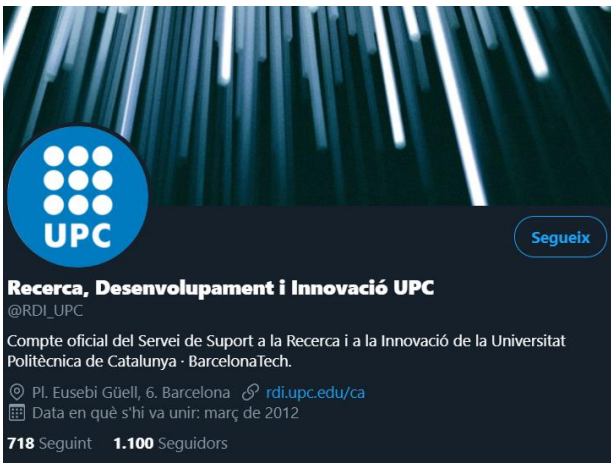 UPC
Segueix
Recerca, Desenvolupament i Innovació UPC
@RDI_UPC
Compte oficial del Servei de Suport a la Recerca i a la Innovació de la Universitat
Politècnica de Catalunya · BarcelonaTech.
Pl. Eusebi Güell, 6. Barcelona rdi.upc.edu/ca
Data en què s'hi va unir: març de 2012
718 Seguint 1.100 Seguidors